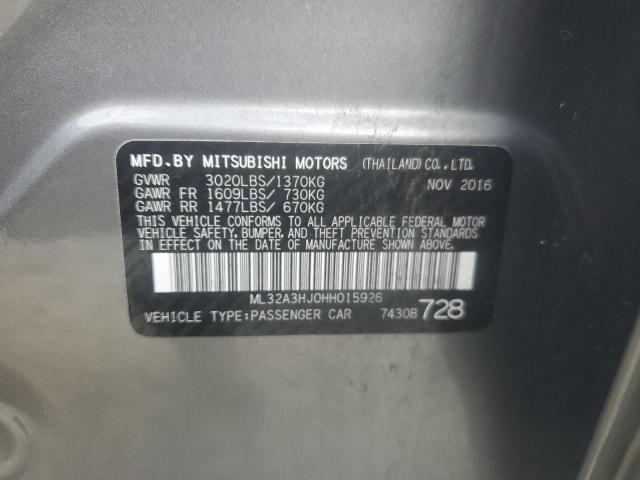 MFD.BY MITSUBISHI MOTORS (THAILAND) CO.,LTD.
GVWR 3020LBS/1370KG NOV 2016
GAWR FR 1609LBS/ 730KG
GAWR RR 1477LBS/ 670KG
THIS VEHICLE CONFORMS TO ALL APPLICABLE FEDERAL MOTOR
VEHICLE SAFETY, BUMPER, AND THEFT PREVENTION STANDARDS
IN EFFECT ON THE DATE OF MANUFACTURE SHOWN ABOVE.
ML32A3HJ0HH015926
VEHICLE TYPE:PASSENGER CAR 7430B 728